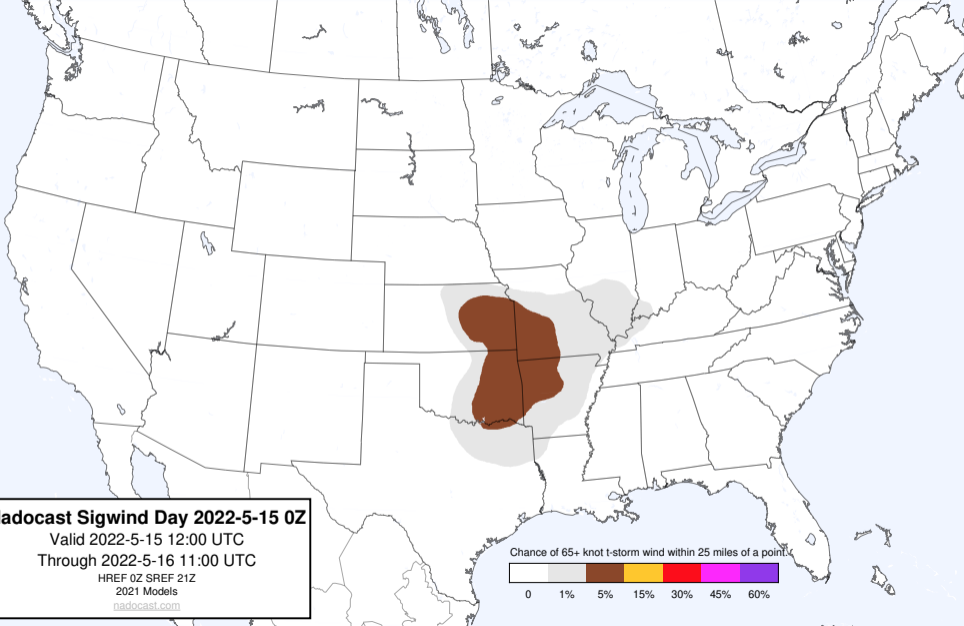 adocast Sigwind Day 2022-5-15 0Z
Valid 2022-5-15 12:00 UTC
Through 2022-5-16 11:00 UTC
HREF 0Z SREF 21Z
2021 Models
nadocast.com
Chance of 65+ knot t-storm wind within 25 miles of a point.
0 1% 5% 15% 30% 45% 60%